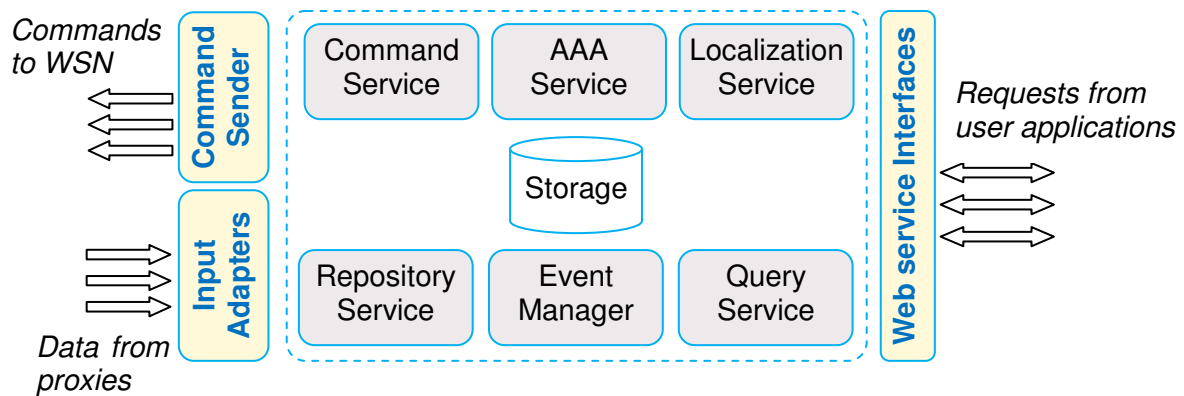 Commands
to WSN
Command
Sender
Input
Adapters
Data from
proxies
Command
Service
AAA
Service
Localization
Service
Storage
Repository
Service
Event
Manager
Query
Service
Web service Interfaces
Requests from
user applications